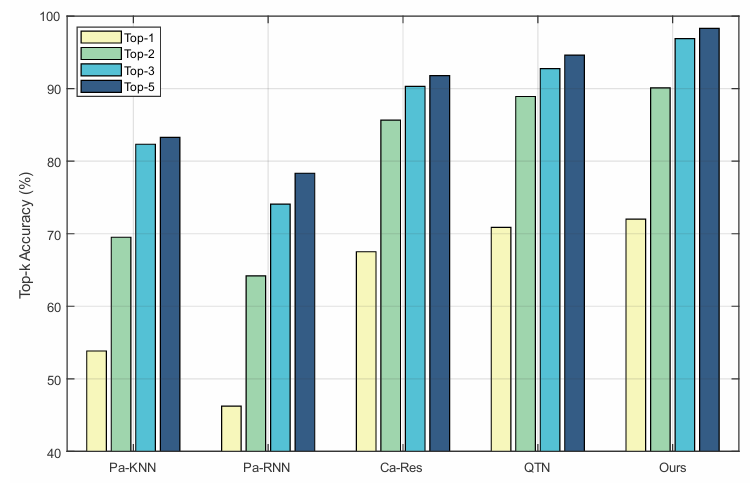 100
90
80
70
60
50
40
Top-k Accuracy (%)
Top-1
Top-2
Top-3
Top-5
Pa-KNN Pa-RNN Ca-Res QTN Ours